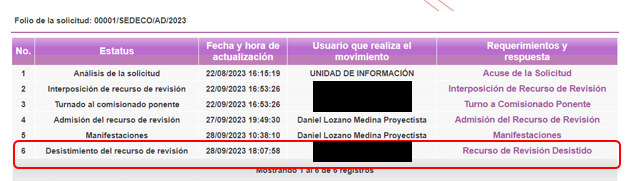 Folio de la solicitud: 00001/SEDECO/AD/2023
No. Estatus Fecha y hora de actualización Usuario que realiza el movimiento Requerimientos y respuesta
1 Análisis de la solicitud 22/08/2023 16:15:19 UNIDAD DE INFORMACIÓN Acuse de la Solicitud
2 Interposición de recurso de revisión 22/09/2023 16:53:26 Interposición de Recurso de Revisión
3 Turnado al comisionado ponente 22/09/2023 16:53:26 Turno a Comisionado Ponente
4 Admisión del recurso de revisión 27/09/2023 19:49:30 Daniel Lozano Medina Proyectista Admisión del Recurso de Revisión
5 Manifestaciones 28/09/2023 10:38:10 Daniel Lozano Medina Proyectista Manifestaciones
6 Desistimiento del recurso de revisión 28/09/2023 18:07:58 Recurso de Revisión Desistido
Mostrando 1 al 6 de 6 registros